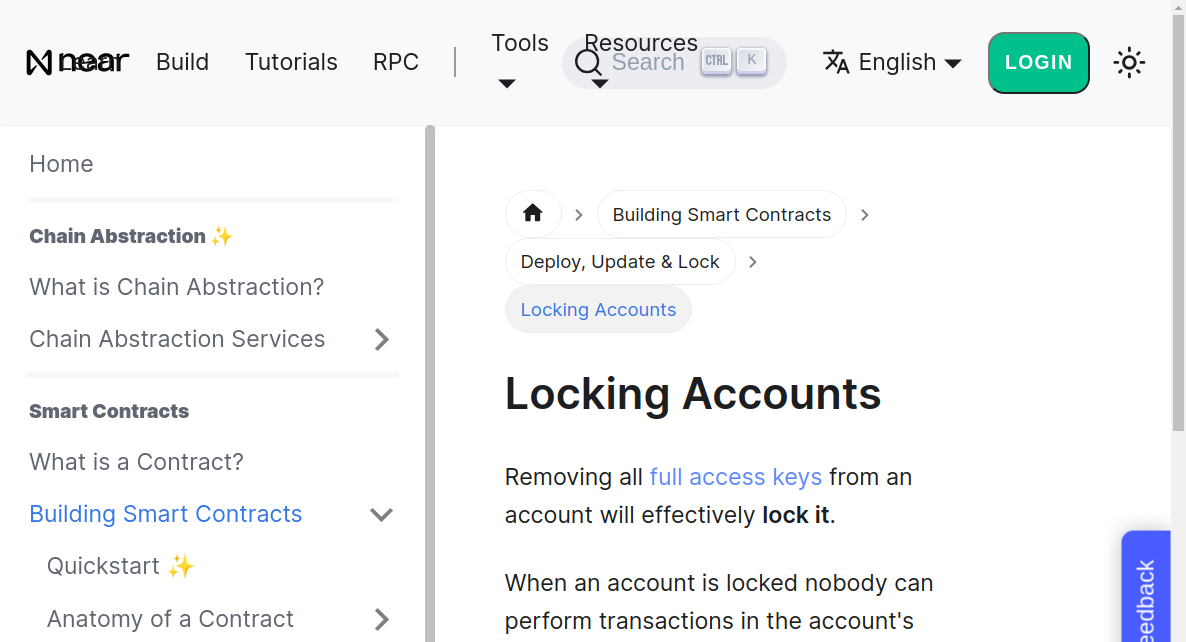 near
Learn
Build
Tutorials
RPC
Tools
Resources
Search
CTRL
K
English
LOGIN
Home
Chain Abstraction ✨
What is Chain Abstraction?
Chain Abstraction Services
Smart Contracts
What is a Contract?
Building Smart Contracts
Quickstart ✨
Anatomy of a Contract
Building Smart Contracts
Deploy, Update & Lock
Locking Accounts
Locking Accounts
Removing all full access keys from an
account will effectively lock it.
When an account is locked nobody can
perform transactions in the account's